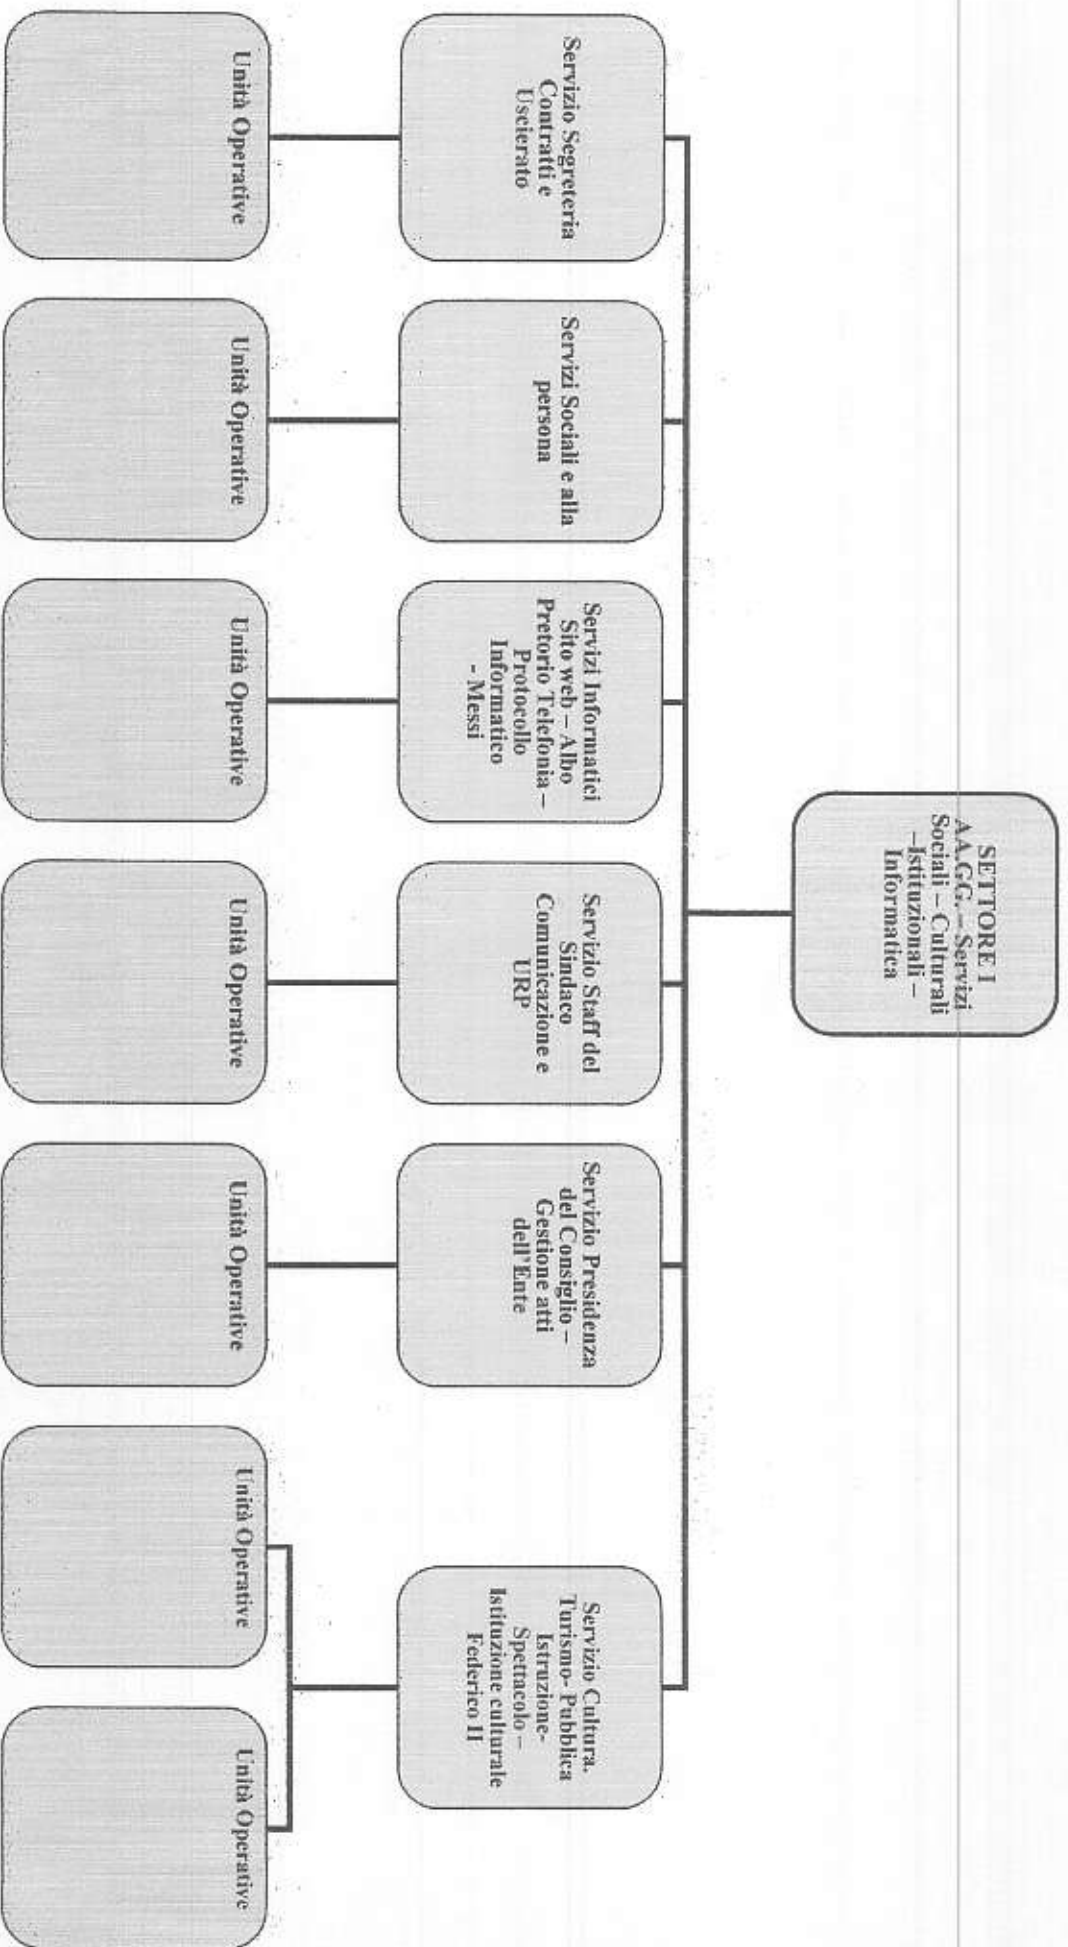 SETTORE I
AA.GG. – Servizi
Sociali – Culturali
–Istituzionali –
Informatica
Servizio Segreteria
Contratti e
Uscierato
Servizi Sociali e alla
persona
Servizi Informatici
Sito web – Albo
Pretorio Telefonia –
Protocollo
Informatico
- Messi
Servizio Staff del
Sindaco
Comunicazione e
URP
Servizio Presidenza
del Consiglio –
Gestione atti
dell'Ente
Servizio Cultura.
Turismo- Pubblica
Istruzione-
Spettacolo –
Istituzione culturale
Federico II
Unità Operative
Unità Operative
Unità Operative
Unità Operative
Unità Operative
Unità Operative
Unità Operative